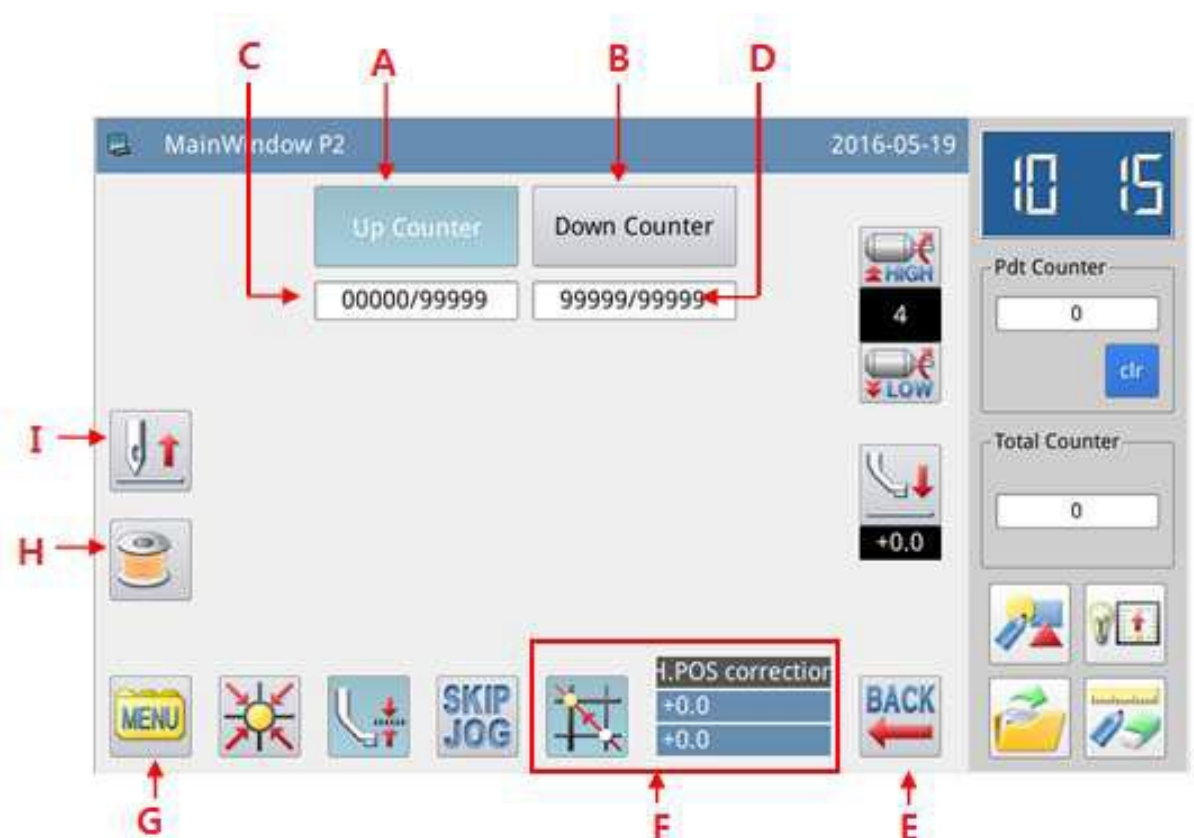 C A B D
MainWindow P2 2016-05-19
10 15
Up Counter Down Counter
00000/99999 99999/99999
HIGH
4
LOW
Pdt Counter
0
clr
Total Counter
0
I
H
+0.0
MENU
SKIP
JOG
H.POS correction
+0.0
+0.0
BACK
G F E